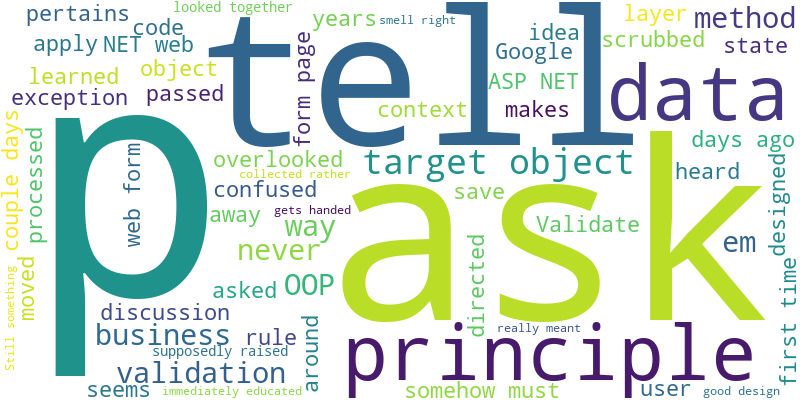 pertains
looked together
years
smell right
idea
layer
method
code
apply
NET web
Google
scrubbed
state
learned
object
form page
tell
ASP NET
data
exception
passed
context
makes
couple days
processed
p
web form
overlooked
target object
days ago
collected rather
confused
ask
save
heard
designed
away
gets handed
way
Validate
em
never
moved
asked
OOP
directed
first time
Still something
discussion
really meant
business
rule
around
principle
supposedly raised
validation
seems
immediately educated
somehow must
user
good design